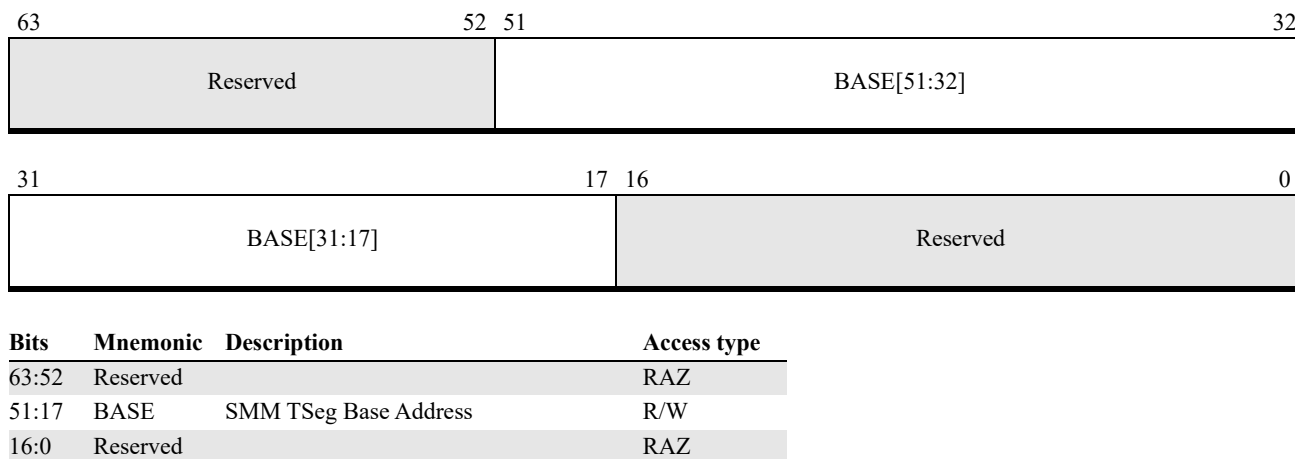 63 52 51 32
Reserved BASE[51:32]
31 17 16 0
BASE[31:17] Reserved
Bits Mnemonic Description Access type
63:52 Reserved RAZ
51:17 BASE SMM TSeg Base Address R/W
16:0 Reserved RAZ